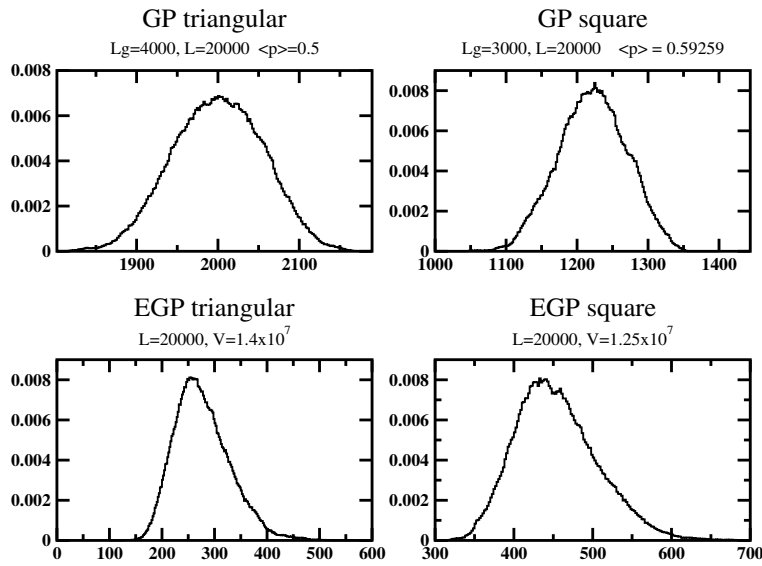 GP triangular
Lg=4000, L=20000 <p>=0.5
0.008
0.006
0.004
0.002
0
1900 2000 2100
GP square
Lg=3000, L=20000 <p> = 0.59259
0.008
0.006
0.004
0.002
0
1000 1100 1200 1300 1400
EGP triangular
L=20000, V=1.4x10^7
0.008
0.006
0.004
0.002
0
0 100 200 300 400 500 600
EGP square
L=20000, V=1.25x10^7
0.008
0.006
0.004
0.002
0
300 400 500 600 700